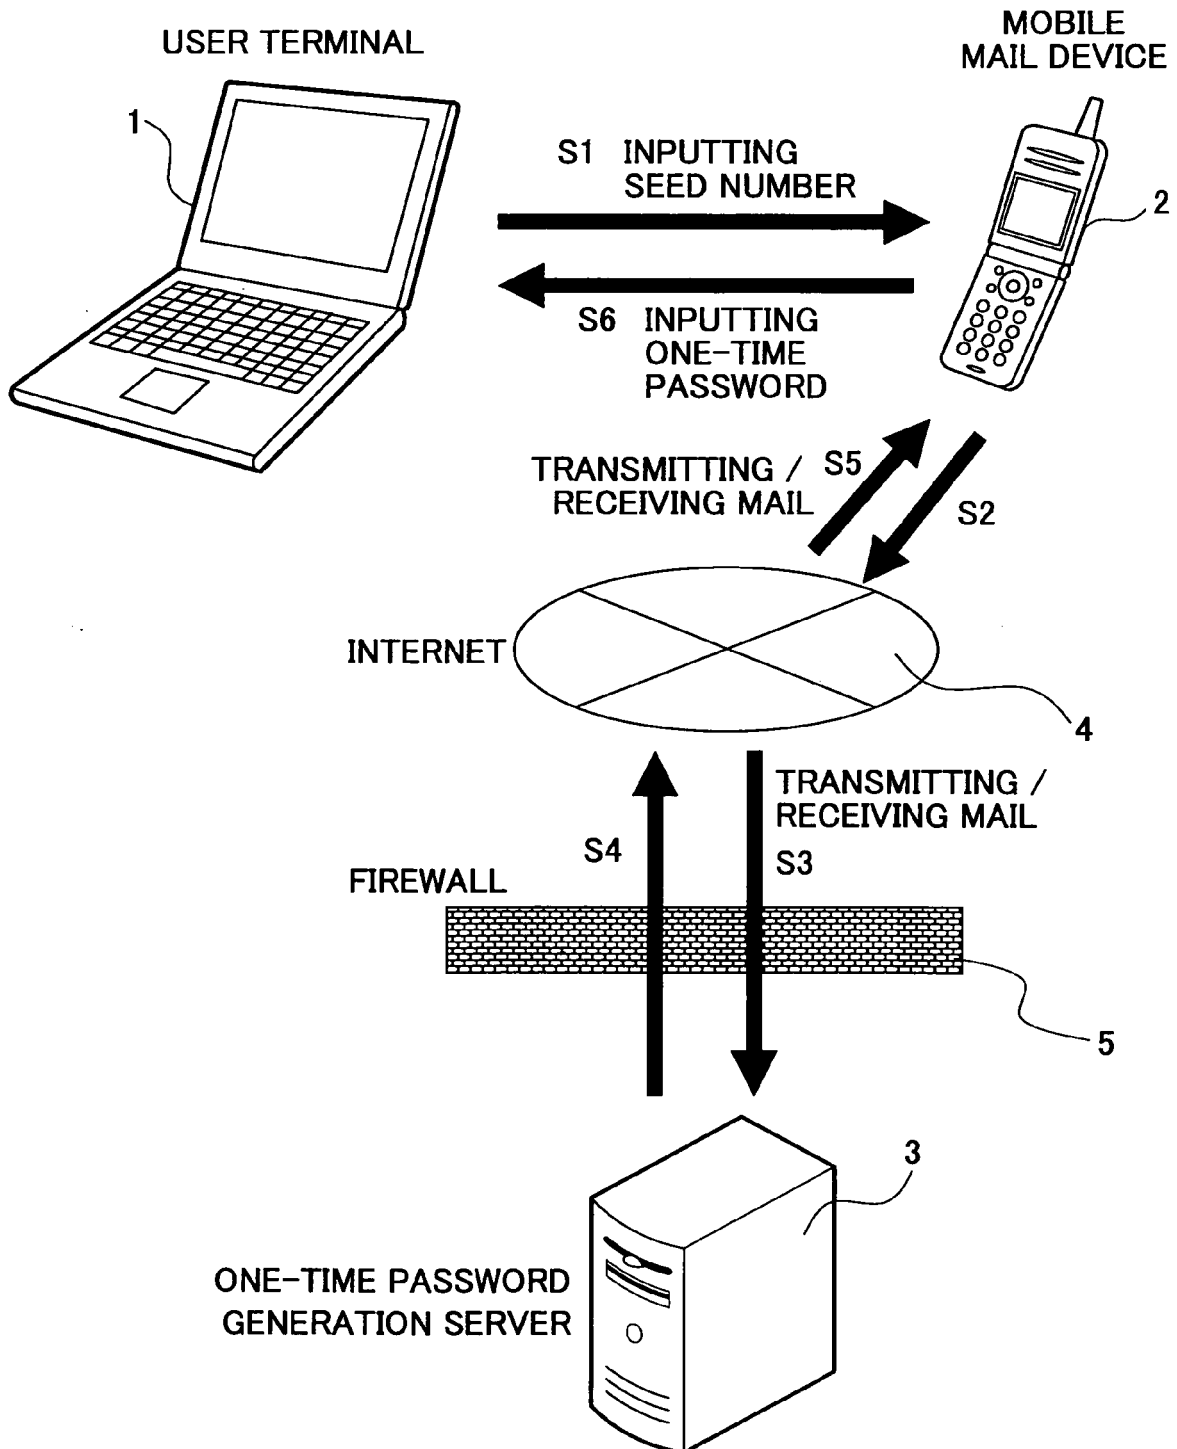 USER TERMINAL
MOBILE
MAIL DEVICE
1
S1 INPUTTING
SEED NUMBER
2
S6 INPUTTING
ONE-TIME
PASSWORD
TRANSMITTING /
RECEIVING MAIL
S5
S2
INTERNET
4
TRANSMITTING /
RECEIVING MAIL
S4
S3
FIREWALL
5
3
ONE-TIME PASSWORD
GENERATION SERVER